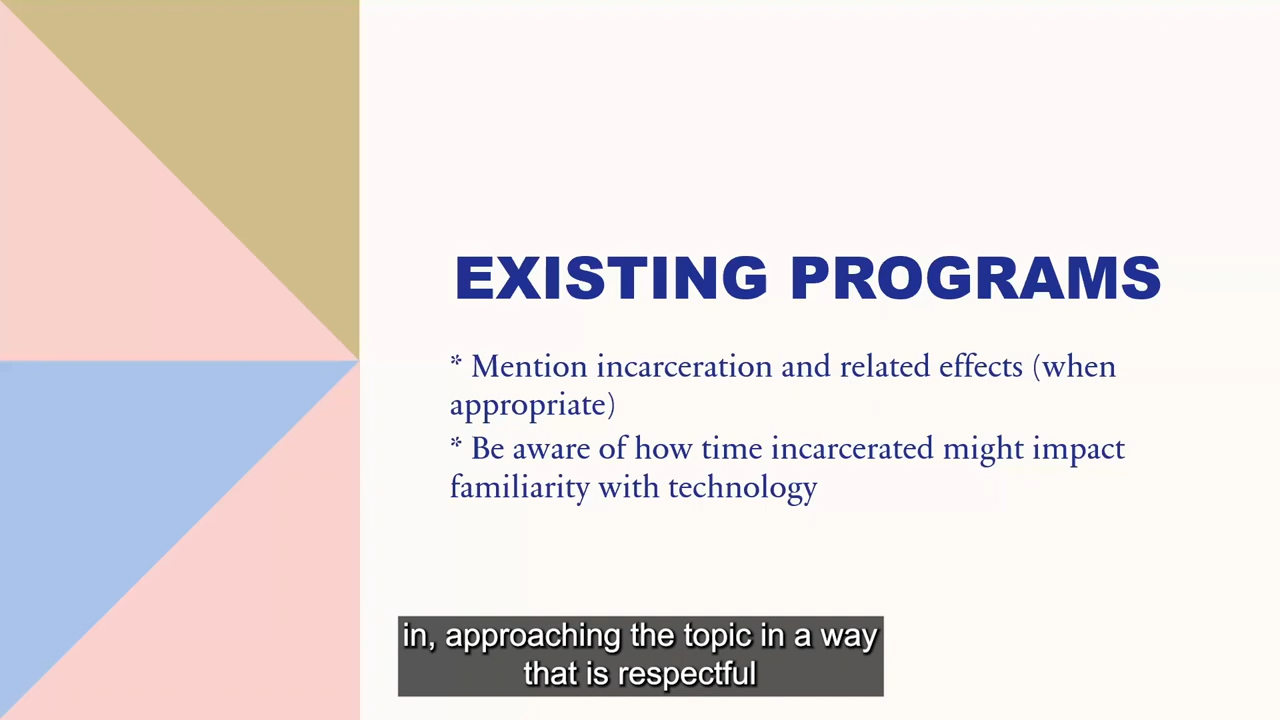 EXISTING PROGRAMS
* Mention incarceration and related effects (when
appropriate)
* Be aware of how time incarcerated might impact
familiarity with technology
in, approaching the topic in a way
that is respectful